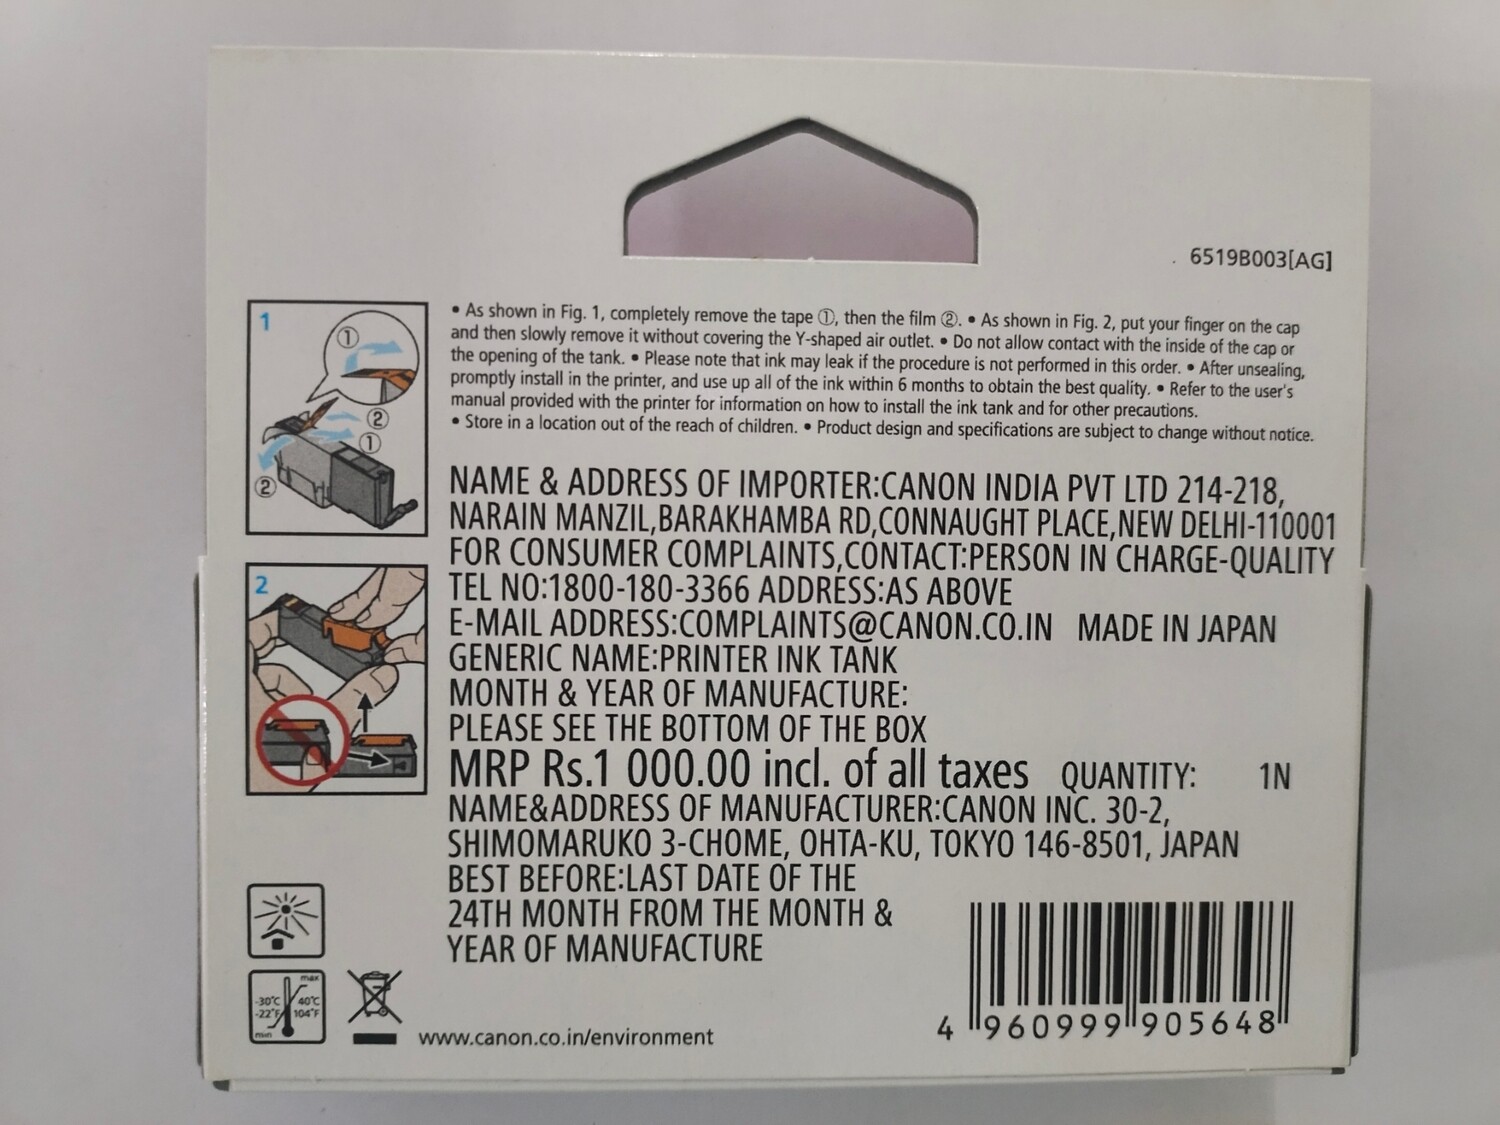 6519B003[AG]
1
①
②
①
②
• As shown in Fig. 1, completely remove the tape ①, then the film ②. • As shown in Fig. 2, put your finger on the cap
and then slowly remove it without covering the Y-shaped air outlet. • Do not allow contact with the inside of the cap or
the opening of the tank. • Please note that ink may leak if the procedure is not performed in this order. • After unsealing,
promptly install in the printer, and use up all of the ink within 6 months to obtain the best quality. • Refer to the user's
manual provided with the printer for information on how to install the ink tank and for other precautions.
• Store in a location out of the reach of children. • Product design and specifications are subject to change without notice.
NAME & ADDRESS OF IMPORTER:CANON INDIA PVT LTD 214-218,
NARAIN MANZIL,BARAKHAMBA RD,CONNAUGHT PLACE,NEW DELHI-110001
FOR CONSUMER COMPLAINTS,CONTACT:PERSON IN CHARGE-QUALITY
2
TEL NO:1800-180-3366 ADDRESS:AS ABOVE
E-MAIL ADDRESS:COMPLAINTS@CANON.CO.IN MADE IN JAPAN
GENERIC NAME:PRINTER INK TANK
MONTH & YEAR OF MANUFACTURE:
PLEASE SEE THE BOTTOM OF THE BOX
MRP Rs.1 000.00 incl. of all taxes QUANTITY: 1N
NAME&ADDRESS OF MANUFACTURER:CANON INC. 30-2,
SHIMOMARUKO 3-CHOME, OHTA-KU, TOKYO 146-8501, JAPAN
BEST BEFORE:LAST DATE OF THE
24TH MONTH FROM THE MONTH &
YEAR OF MANUFACTURE
max
-30°C 40°C
-22°F 104°F
min
www.canon.co.in/environment
4 960999 905648